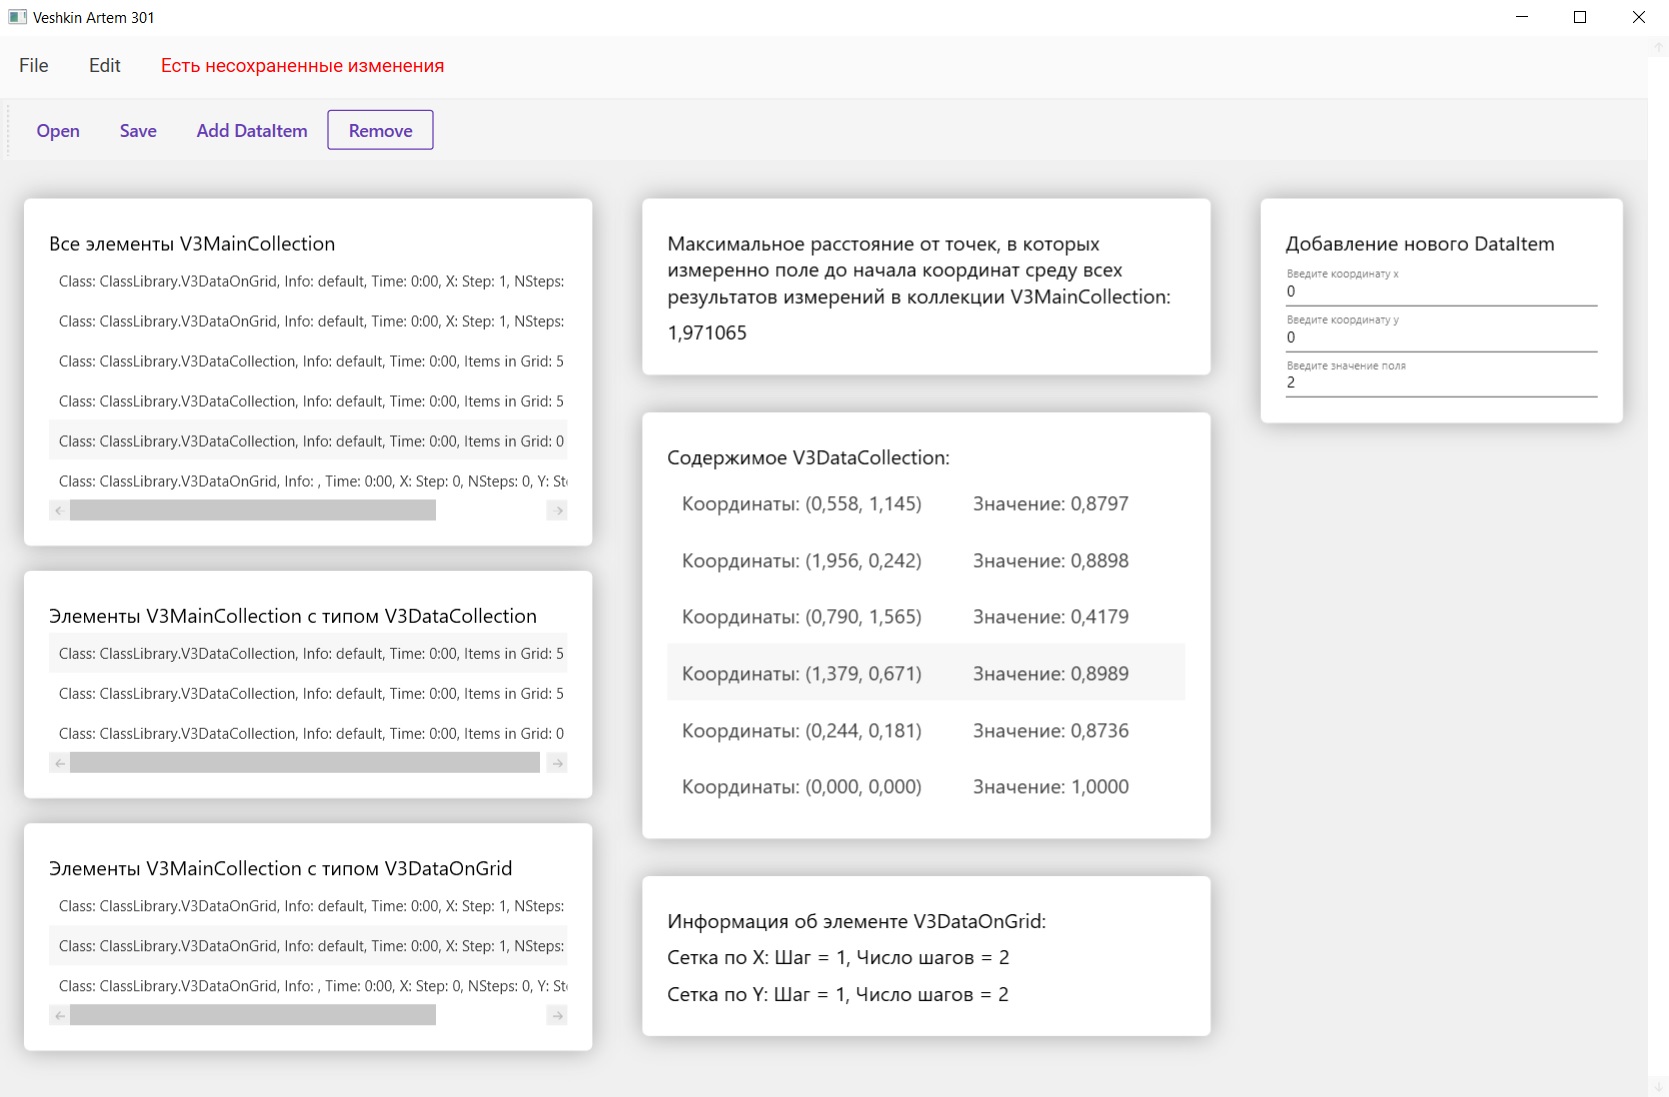 Veshkin Artem 301
File Edit Есть несохраненные изменения
Open Save Add DataItem Remove
Все элементы V3MainCollection
Class: ClassLibrary.V3DataOnGrid, Info: default, Time: 0:00, X: Step: 1, NSteps:
Class: ClassLibrary.V3DataOnGrid, Info: default, Time: 0:00, X: Step: 1, NSteps:
Class: ClassLibrary.V3DataCollection, Info: default, Time: 0:00, Items in Grid: 5
Class: ClassLibrary.V3DataCollection, Info: default, Time: 0:00, Items in Grid: 5
Class: ClassLibrary.V3DataCollection, Info: default, Time: 0:00, Items in Grid: 0
Class: ClassLibrary.V3DataOnGrid, Info: , Time: 0:00, X: Step: 0, NSteps: 0, Y: Ste
Элементы V3MainCollection с типом V3DataCollection
Class: ClassLibrary.V3DataCollection, Info: default, Time: 0:00, Items in Grid: 5
Class: ClassLibrary.V3DataCollection, Info: default, Time: 0:00, Items in Grid: 5
Class: ClassLibrary.V3DataCollection, Info: default, Time: 0:00, Items in Grid: 0
Элементы V3MainCollection с типом V3DataOnGrid
Class: ClassLibrary.V3DataOnGrid, Info: default, Time: 0:00, X: Step: 1, NSteps:
Class: ClassLibrary.V3DataOnGrid, Info: default, Time: 0:00, X: Step: 1, NSteps:
Class: ClassLibrary.V3DataOnGrid, Info: , Time: 0:00, X: Step: 0, NSteps: 0, Y: Ste
Максимальное расстояние от точек, в которых
измеренно поле до начала координат среду всех
результатов измерений в коллекции V3MainCollection:
1,971065
Содержимое V3DataCollection:
Координаты: (0,558, 1,145) Значение: 0,8797
Координаты: (1,956, 0,242) Значение: 0,8898
Координаты: (0,790, 1,565) Значение: 0,4179
Координаты: (1,379, 0,671) Значение: 0,8989
Координаты: (0,244, 0,181) Значение: 0,8736
Координаты: (0,000, 0,000) Значение: 1,0000
Информация об элементе V3DataOnGrid:
Сетка по X: Шаг = 1, Число шагов = 2
Сетка по Y: Шаг = 1, Число шагов = 2
Добавление нового DataItem
Введите координату x
0
Введите координату y
0
Введите значение поля
2